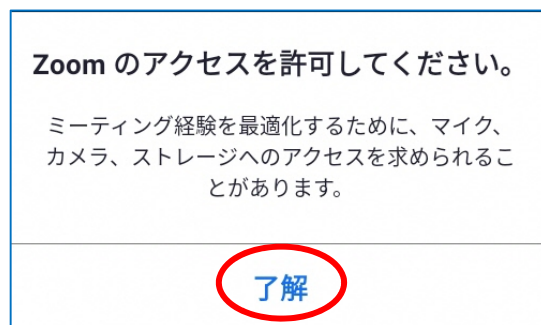 Zoom のアクセスを許可してください。
ミーティング経験を最適化するために、マイク、
カメラ、ストレージへのアクセスを求められるこ
とがあります。
了解